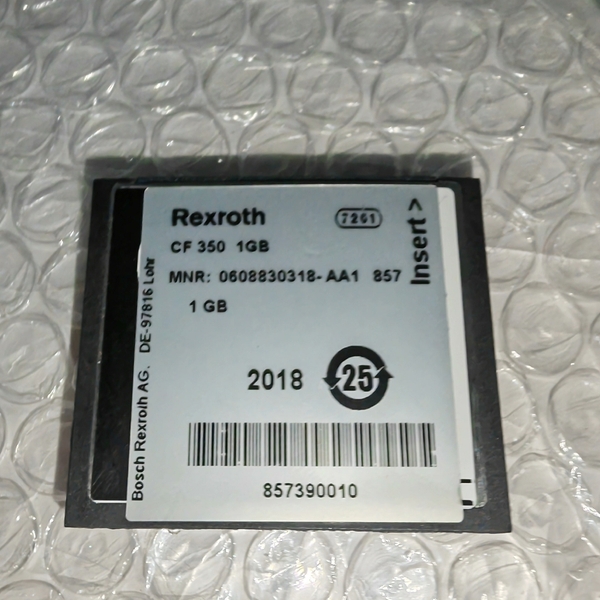 Rexroth
7261
CF 350 1GB
MNR: 0608830318-AA1 857
1 GB
2018
25
857390010
Bosch Rexroth AG. DE-97816 Lohr
Insert >